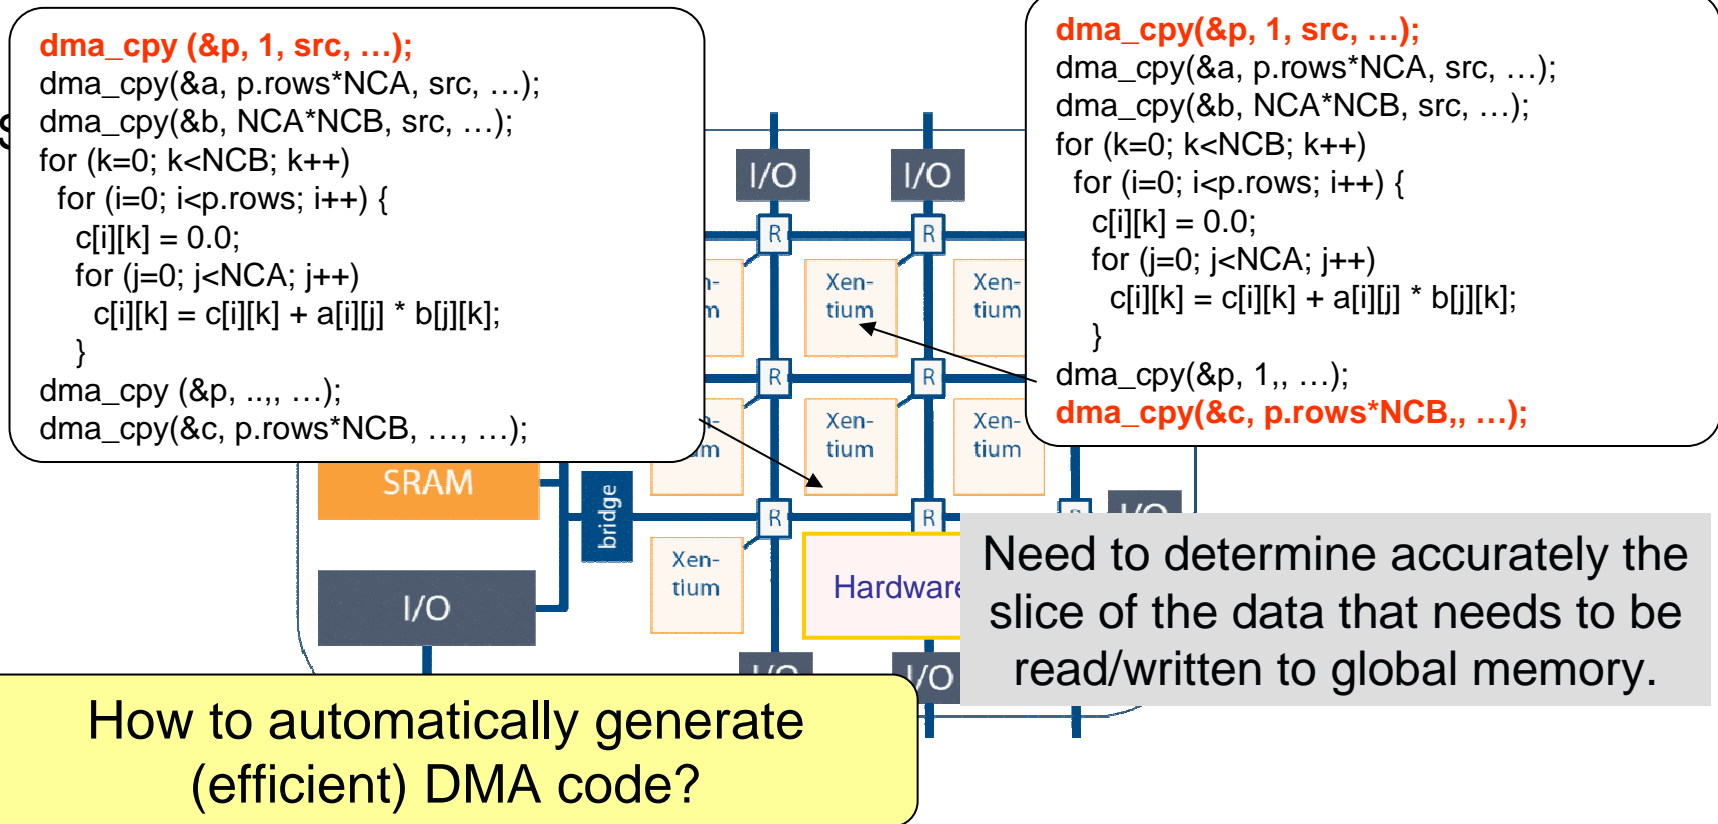 dma_cpy (&p, 1, src, …);
dma_cpy(&a, p.rows*NCA, src, …);
dma_cpy(&b, NCA*NCB, src, …);
for (k=0; k<NCB; k++)
for (i=0; i<p.rows; i++) {
c[i][k] = 0.0;
for (j=0; j<NCA; j++)
c[i][k] = c[i][k] + a[i][j] * b[j][k];
}
dma_cpy (&p, ..,, …);
dma_cpy(&c, p.rows*NCB, …, …);
dma_cpy(&p, 1, src, …);
dma_cpy(&a, p.rows*NCA, src, …);
dma_cpy(&b, NCA*NCB, src, …);
for (k=0; k<NCB; k++)
for (i=0; i<p.rows; i++) {
c[i][k] = 0.0;
for (j=0; j<NCA; j++)
c[i][k] = c[i][k] + a[i][j] * b[j][k];
}
dma_cpy(&p, 1,, …);
dma_cpy(&c, p.rows*NCB,, …);
I/O
I/O
R
R
Xen-
tium
Xen-
tium
R
R
Xen-
tium
Xen-
tium
SRAM
bridge
R
R
I/O
Xen-
tium
Hardware
I/O
I/O
I/O
Need to determine accurately the
slice of the data that needs to be
read/written to global memory.
How to automatically generate
(efficient) DMA code?